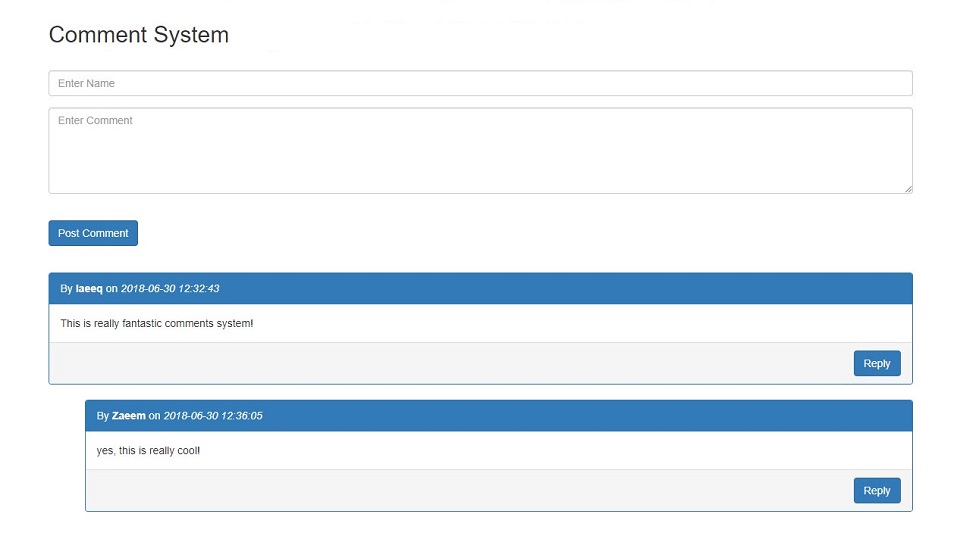 Comment System
Enter Name
Enter Comment
Post Comment
By laeeq on 2018-06-30 12:32:43
This is really fantastic comments system!
Reply
By Zaeem on 2018-06-30 12:36:05
yes, this is really cool!
Reply